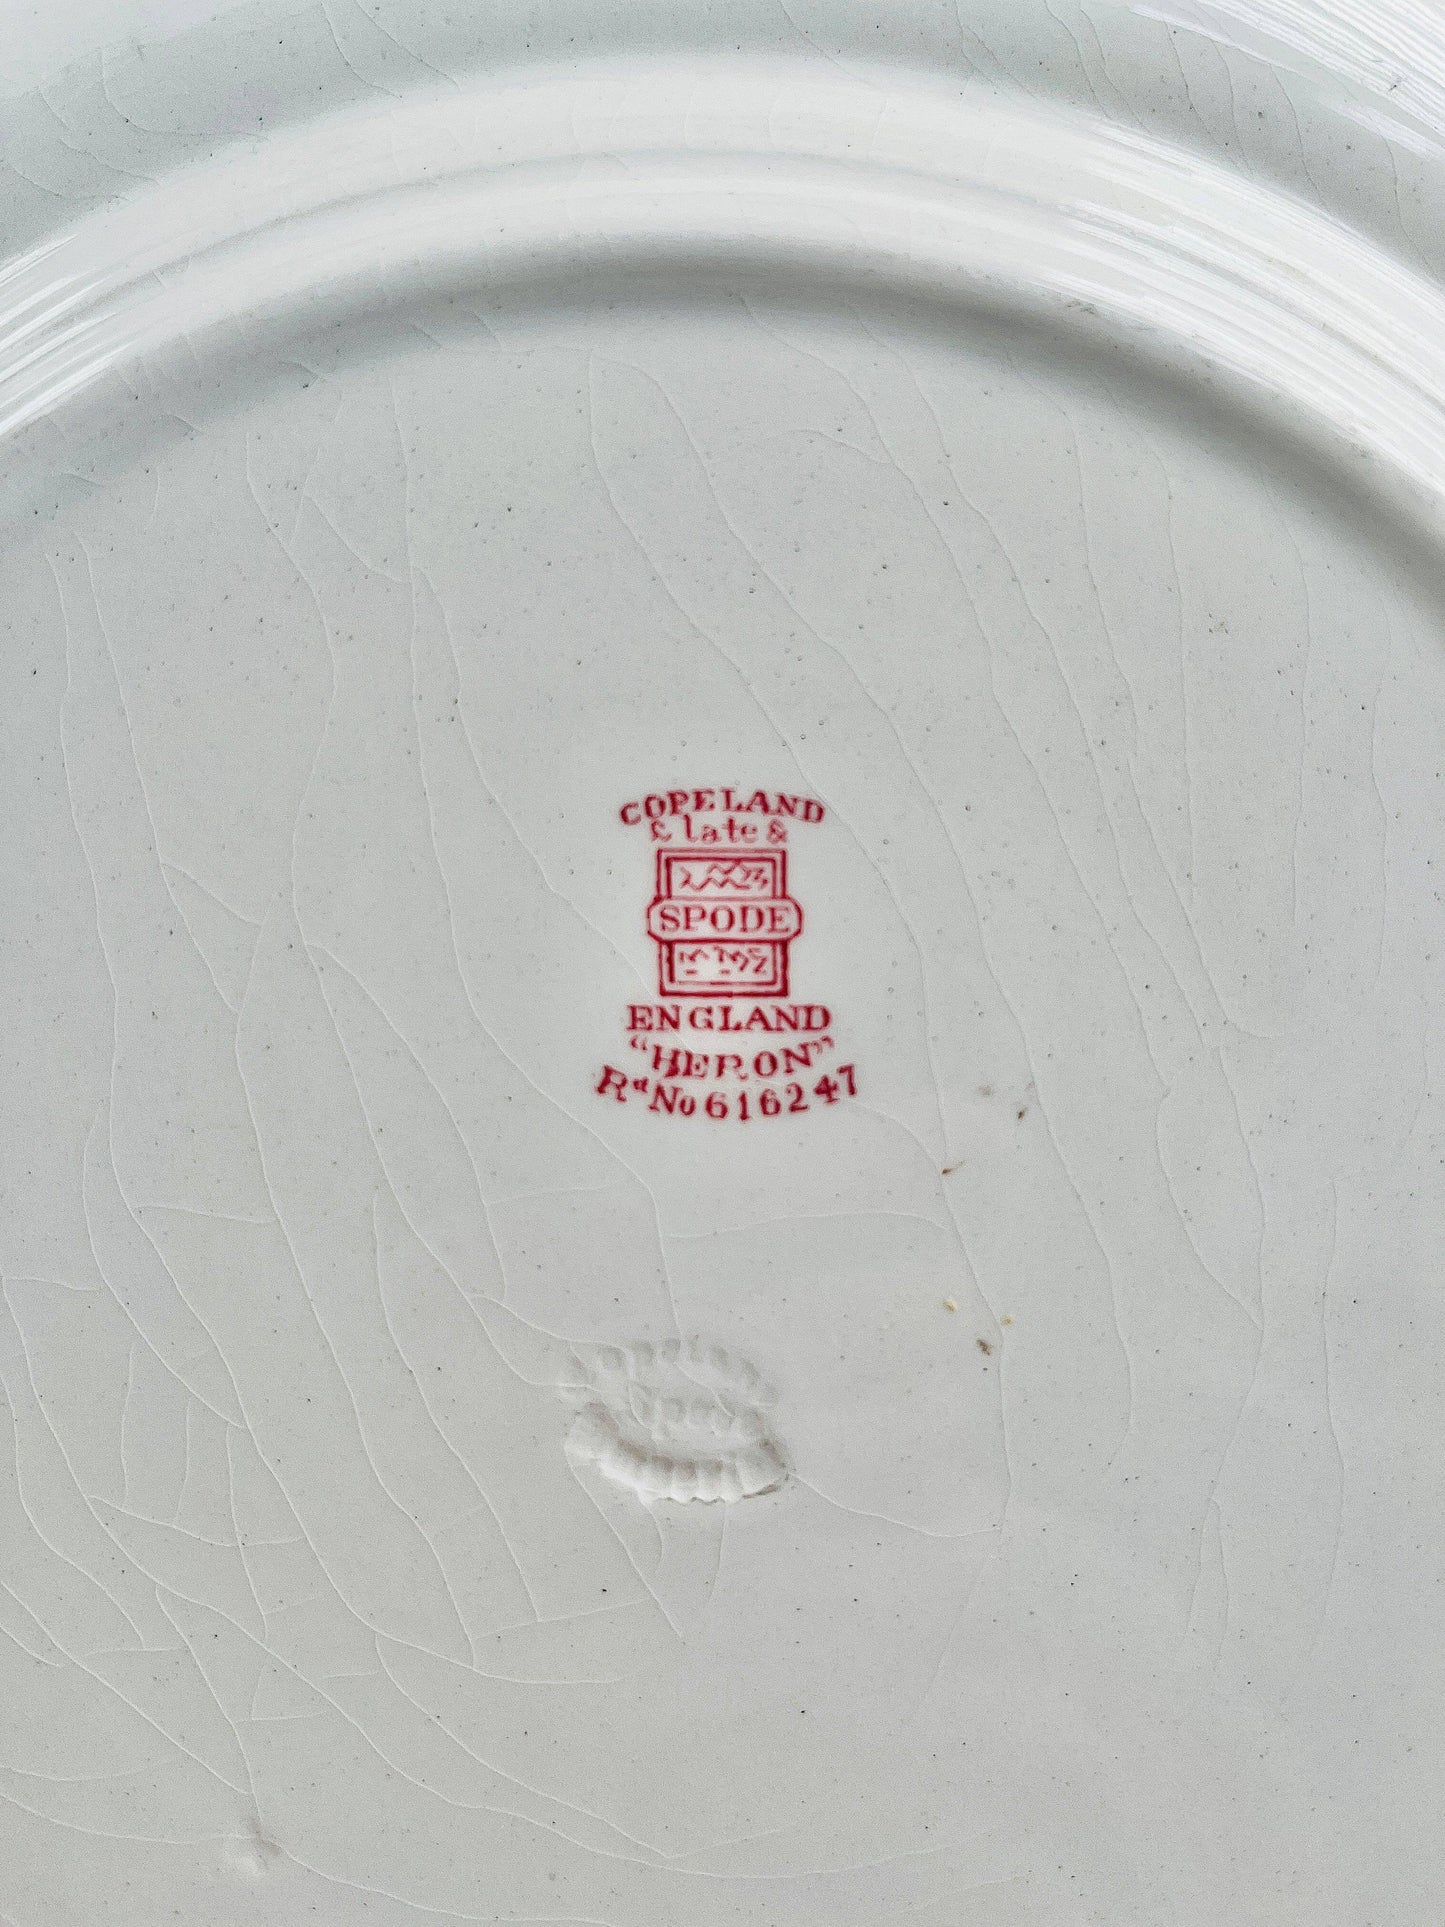 COPELAND
& late &
SPODE
ENGLAND
"HERON"
Rd No 616247